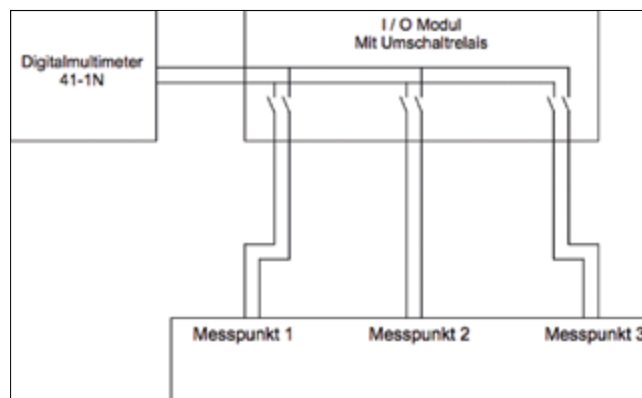 I / O Modul
Mit Umschaltrelais
Digitalmultimeter
41-1N
Messpunkt 1
Messpunkt 2
Messpunkt 3